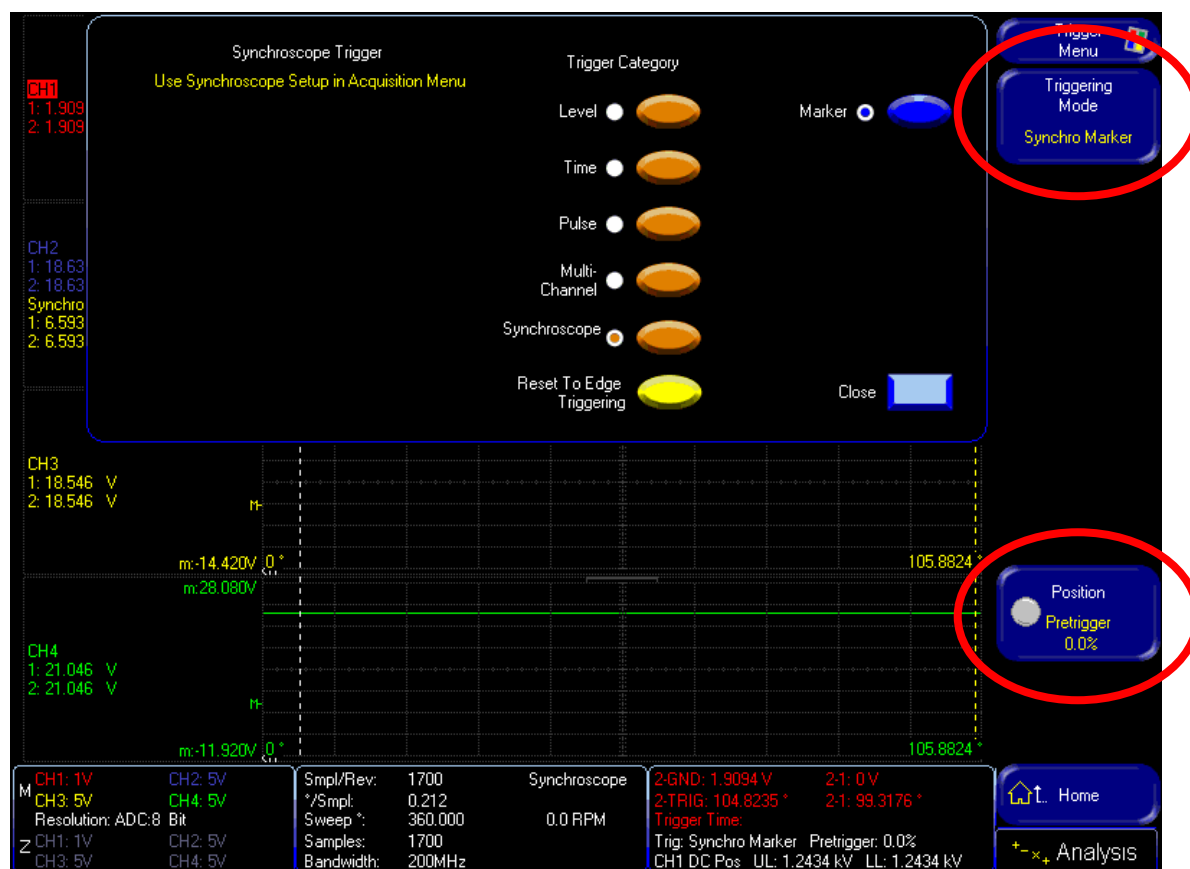 Synchroscope Trigger
Use Synchroscope Setup in Acquisition Menu
Trigger Category
Level
Marker
Time
Pulse
Multi-
Channel
Synchroscope
Reset To Edge
Triggering
Close
Trigger
Menu
Triggering
Mode
Synchro Marker
CH1
1: 1.909
2: 1.909
CH2
1: 18.63
2: 18.63
Synchro
1: 6.593
2: 6.593
CH3
1: 18.546 V
2: 18.546 V
M-
m:-14.420V 0 °
105.8824 °
m:28.080V
CH4
1: 21.046 V
2: 21.046 V
M-
m:-11.920V 0 °
105.8824 °
Position
Pretrigger
0.0%
M CH1: 1V CH2: 5V
CH3: 5V CH4: 5V
Resolution: ADC:8 Bit
Z CH1: 1V CH2: 5V
CH3: 5V CH4: 5V
Smpl/Rev: 1700 Synchroscope
°/Smpl: 0.212
Sweep °: 360.000 0.0 RPM
Samples: 1700
Bandwidth: 200MHz
2-GND: 1.9094 V 2-1: 0 V
2-TRIG: 104.8235 ° 2-1: 99.3176 °
Trigger Time:
Trig: Synchro Marker Pretrigger: 0.0%
CH1 DC Pos UL: 1.2434 kV LL: 1.2434 kV
Home
Analysis